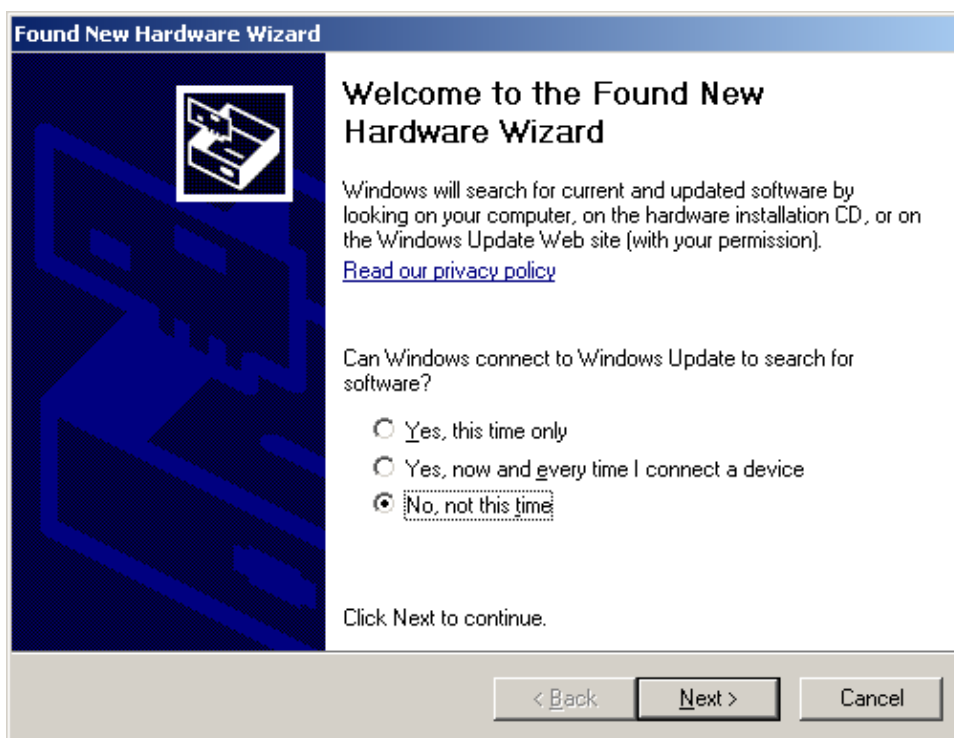 Found New Hardware Wizard
Welcome to the Found New
Hardware Wizard
Windows will search for current and updated software by
looking on your computer, on the hardware installation CD, or on
the Windows Update Web site (with your permission).
Read our privacy policy
Can Windows connect to Windows Update to search for
software?
Yes, this time only
Yes, now and every time I connect a device
No, not this time
Click Next to continue.
< Back
Next >
Cancel